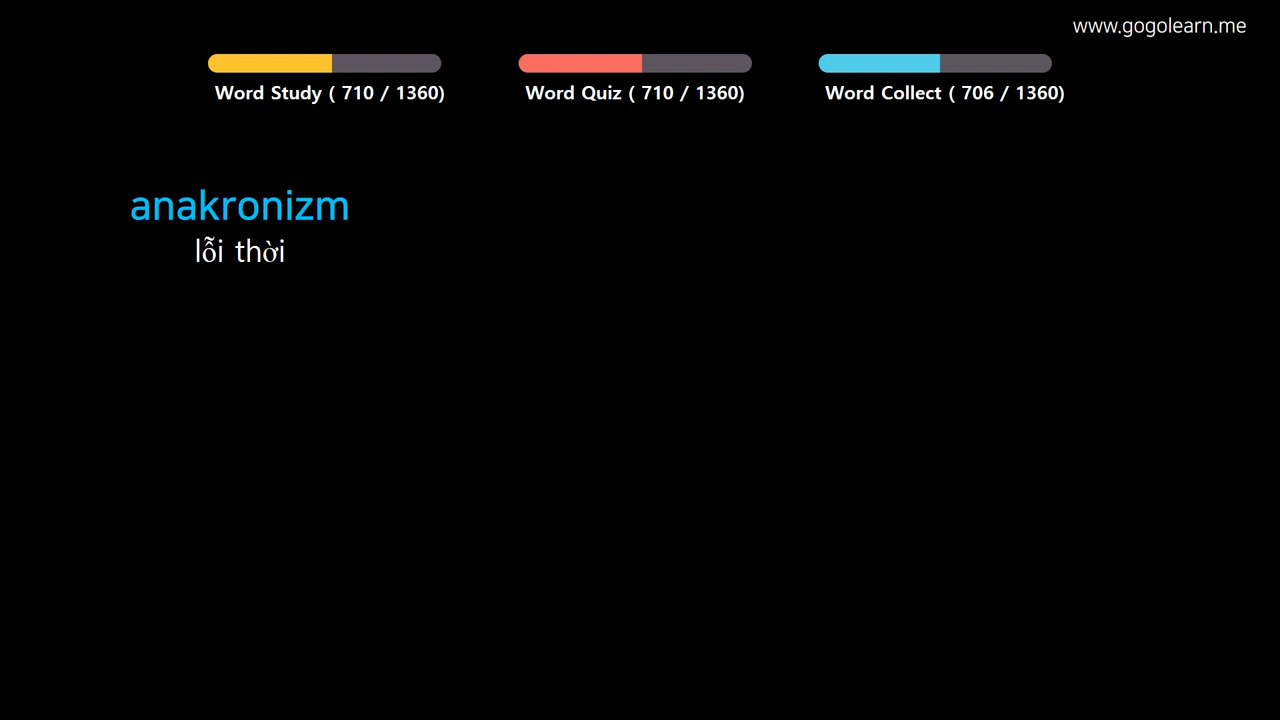 www.gogolearn.me
Word Study ( 710 / 1360)
Word Quiz ( 710 / 1360)
Word Collect ( 706 / 1360)
anakronizm
lỗi thời